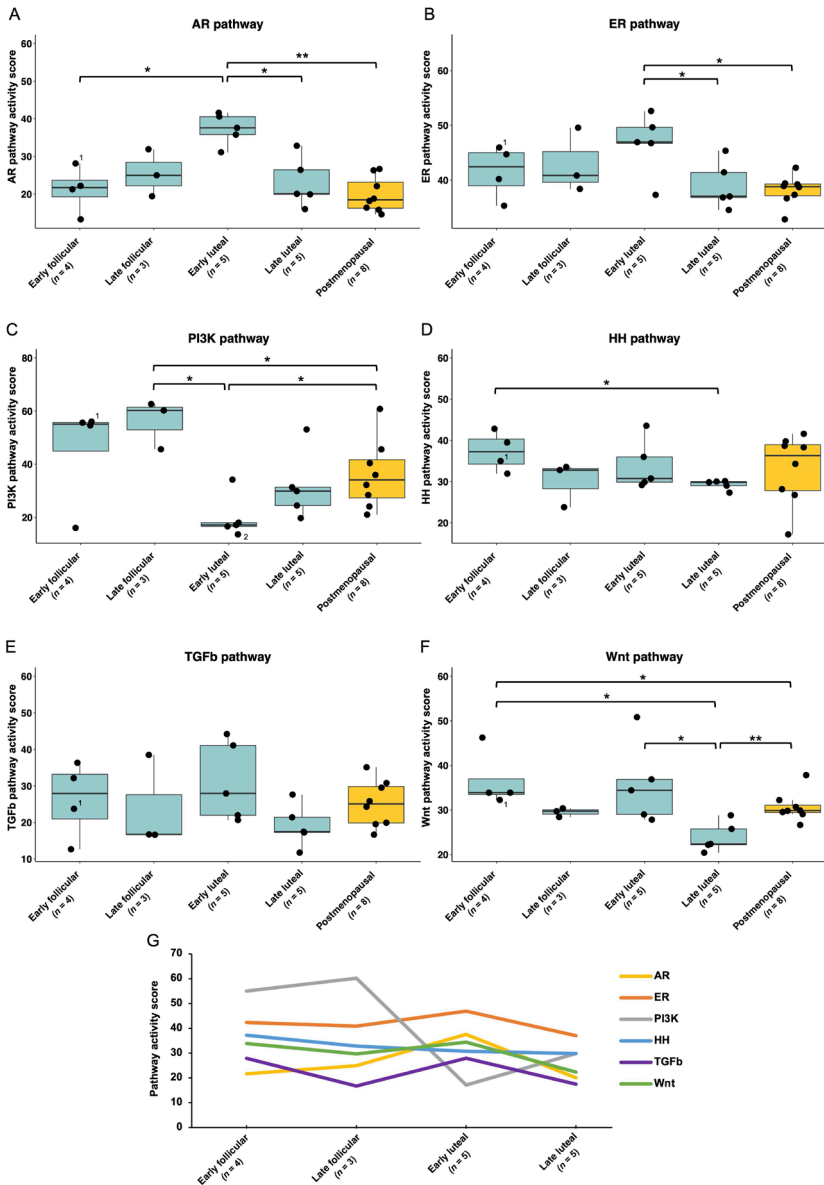 A
AR pathway
AR pathway activity score
60
50
40
30
20
*
*
**
1
Early follicular
(n = 4)
Late follicular
(n = 3)
Early luteal
(n = 5)
Late luteal
(n = 5)
Postmenopausal
(n = 8)
B
ER pathway
ER pathway activity score
60
50
40
*
*
1
Early follicular
(n = 4)
Late follicular
(n = 3)
Early luteal
(n = 5)
Late luteal
(n = 5)
Postmenopausal
(n = 8)
C
PI3K pathway
PI3K pathway activity score
80
60
40
20
*
*
*
1
2
Early follicular
(n = 4)
Late follicular
(n = 3)
Early luteal
(n = 5)
Late luteal
(n = 5)
Postmenopausal
(n = 8)
D
HH pathway
HH pathway activity score
60
50
40
30
20
*
1
Early follicular
(n = 4)
Late follicular
(n = 3)
Early luteal
(n = 5)
Late luteal
(n = 5)
Postmenopausal
(n = 8)
E
TGFb pathway
TGFb pathway activity score
60
50
40
30
20
10
1
Early follicular
(n = 4)
Late follicular
(n = 3)
Early luteal
(n = 5)
Late luteal
(n = 5)
Postmenopausal
(n = 8)
F
Wnt pathway
Wnt pathway activity score
60
50
40
30
20
*
*
*
**
1
Early follicular
(n = 4)
Late follicular
(n = 3)
Early luteal
(n = 5)
Late luteal
(n = 5)
Postmenopausal
(n = 8)
G
Pathway activity score
70
60
50
40
30
20
10
0
Early follicular
(n = 4)
Late follicular
(n = 3)
Early luteal
(n = 5)
Late luteal
(n = 5)
AR
ER
PI3K
HH
TGFb
Wnt